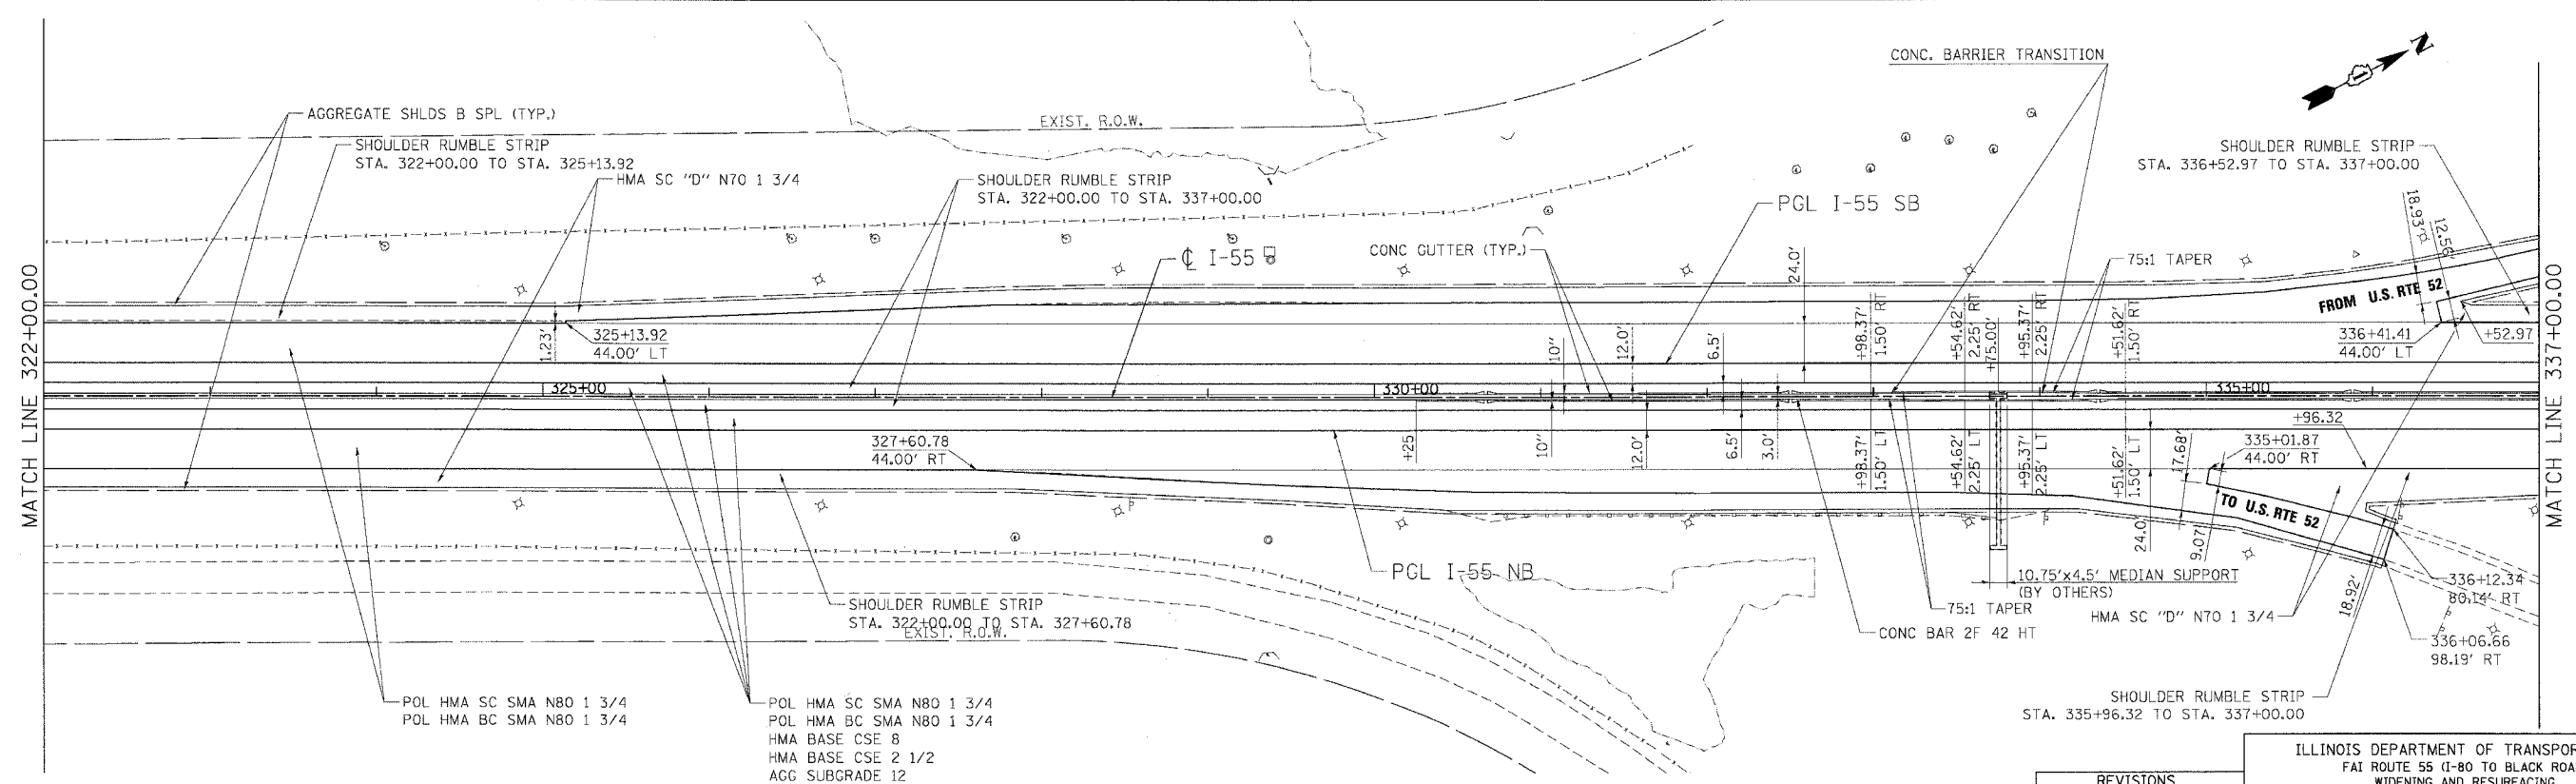 MATCH LINE 322+00.00
AGGREGATE SHLDS B SPL (TYP.)
SHOULDER RUMBLE STRIP
STA. 322+00.00 TO STA. 325+13.92
HMA SC "D" N70 1 3/4
EXIST. R.O.W.
SHOULDER RUMBLE STRIP
STA. 322+00.00 TO STA. 337+00.00
CONC. BARRIER TRANSITION
N
SHOULDER RUMBLE STRIP
STA. 336+52.97 TO STA. 337+00.00
PGL I-55 SB
CONC GUTTER (TYP.)
℄ I-55
75:1 TAPER
18.93'
12.56'
FROM U.S. RTE 52
336+41.41
44.00' LT
+52.97
MATCH LINE 337+00.00
1.23'
325+13.92
44.00' LT
24.0'
10"
12.0'
6.5'
+98.37'
1.50' RT
+54.62'
2.25' RT
+75.00'
+95.37'
2.25' RT
+51.62'
1.50' RT
325+00
330+00
335+00
327+60.78
44.00' RT
+25
10"
12.0'
6.5'
3.0'
+98.37'
1.50' LT
+54.62'
2.25' LT
+95.37'
2.25' LT
+51.62'
1.50' LT
24.0'
17.68'
9.07'
+96.32
335+01.87
44.00' RT
TO U.S. RTE 52
PGL I-55 NB
10.75'x4.5' MEDIAN SUPPORT
(BY OTHERS)
75:1 TAPER
CONC BAR 2F 42 HT
HMA SC "D" N70 1 3/4
18.92'
336+12.34
80.14' RT
336+06.66
98.19' RT
SHOULDER RUMBLE STRIP
STA. 322+00.00 TO STA. 327+60.78
EXIST. R.O.W.
POL HMA SC SMA N80 1 3/4
POL HMA BC SMA N80 1 3/4
POL HMA SC SMA N80 1 3/4
POL HMA BC SMA N80 1 3/4
HMA BASE CSE 8
HMA BASE CSE 2 1/2
AGG SUBGRADE 12
SHOULDER RUMBLE STRIP
STA. 335+96.32 TO STA. 337+00.00
REVISIONS
ILLINOIS DEPARTMENT OF TRANSPOR
FAI ROUTE 55 (I-80 TO BLACK ROA
WIDENING AND RESURFACING